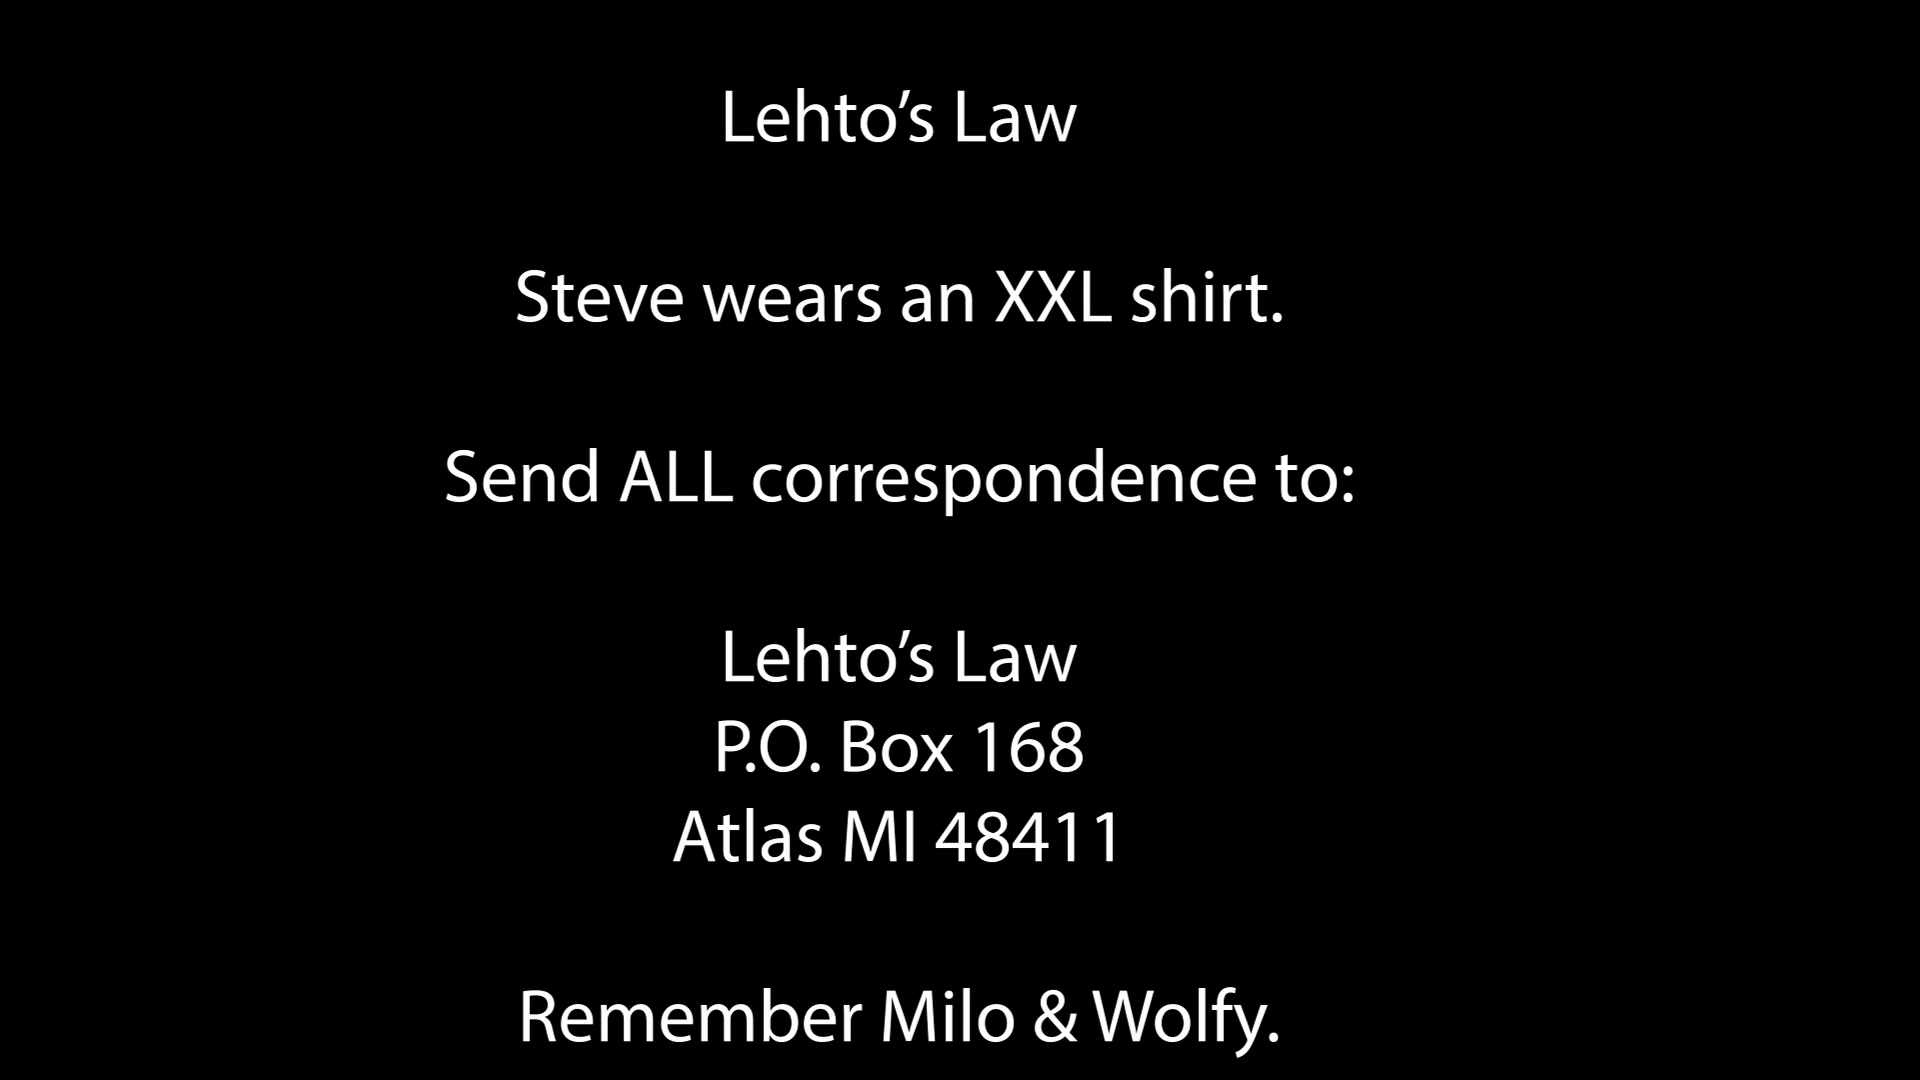 Lehto’s Law
Steve wears an XXL shirt.
Send ALL correspondence to:
Lehto’s Law
P.O. Box 168
Atlas MI 48411
Remember Milo & Wolfy.